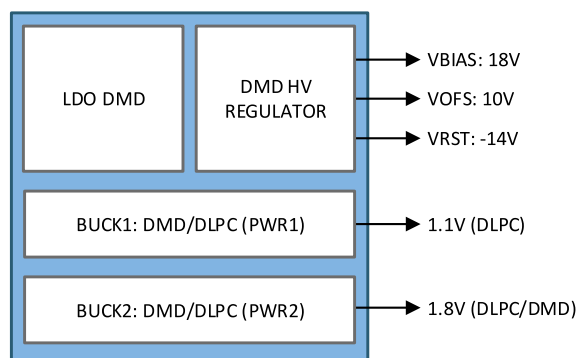 LDO DMD
DMD HV
REGULATOR
VBIAS: 18V
VOFS: 10V
VRST: -14V
BUCK1: DMD/DLPC (PWR1)
1.1V (DLPC)
BUCK2: DMD/DLPC (PWR2)
1.8V (DLPC/DMD)